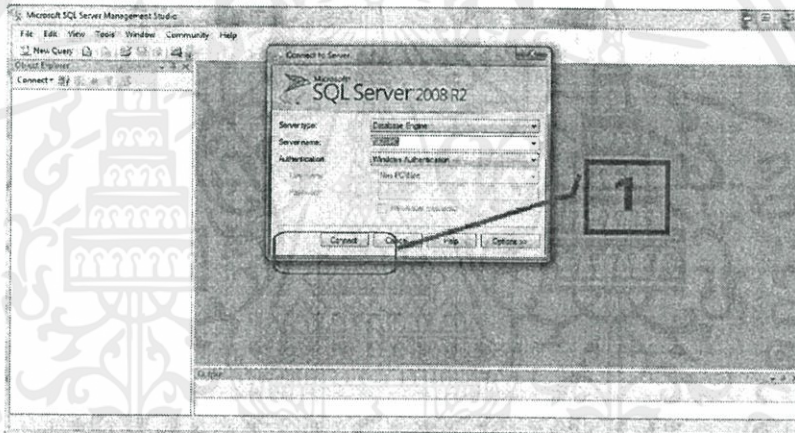 Microsoft SQL Server Management Studio
File Edit View Tools Window Community Help
New Query
Object Explorer
Connect
Connect to Server
Microsoft
SQL Server 2008 R2
Server type: Database Engine
Server name:
Authentication: Windows Authentication
Connect Cancel Help Options >>
1
Output